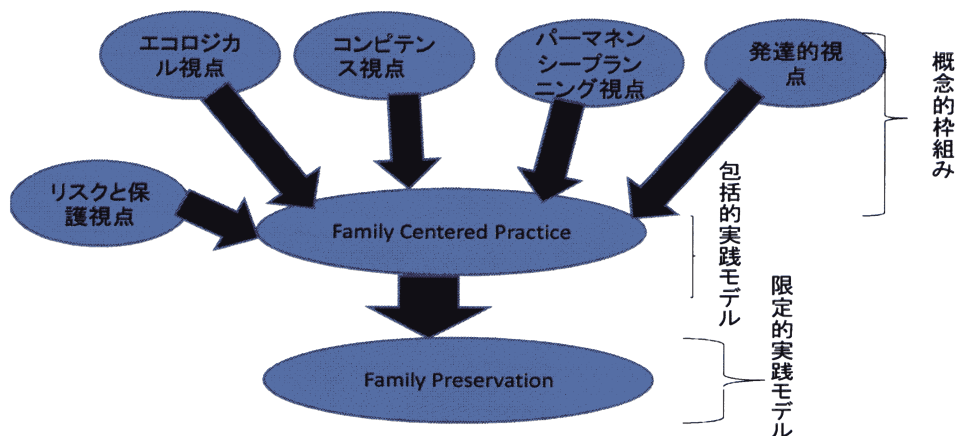 エコロジカ
ル視点
コンピテン
ス視点
パーマネン
シープラン
ニング視点
発達的視
点
リスクと保
護視点
Family Centered Practice
Family Preservation
概念的枠組み
包括的実践モデル
限定的実践モデル